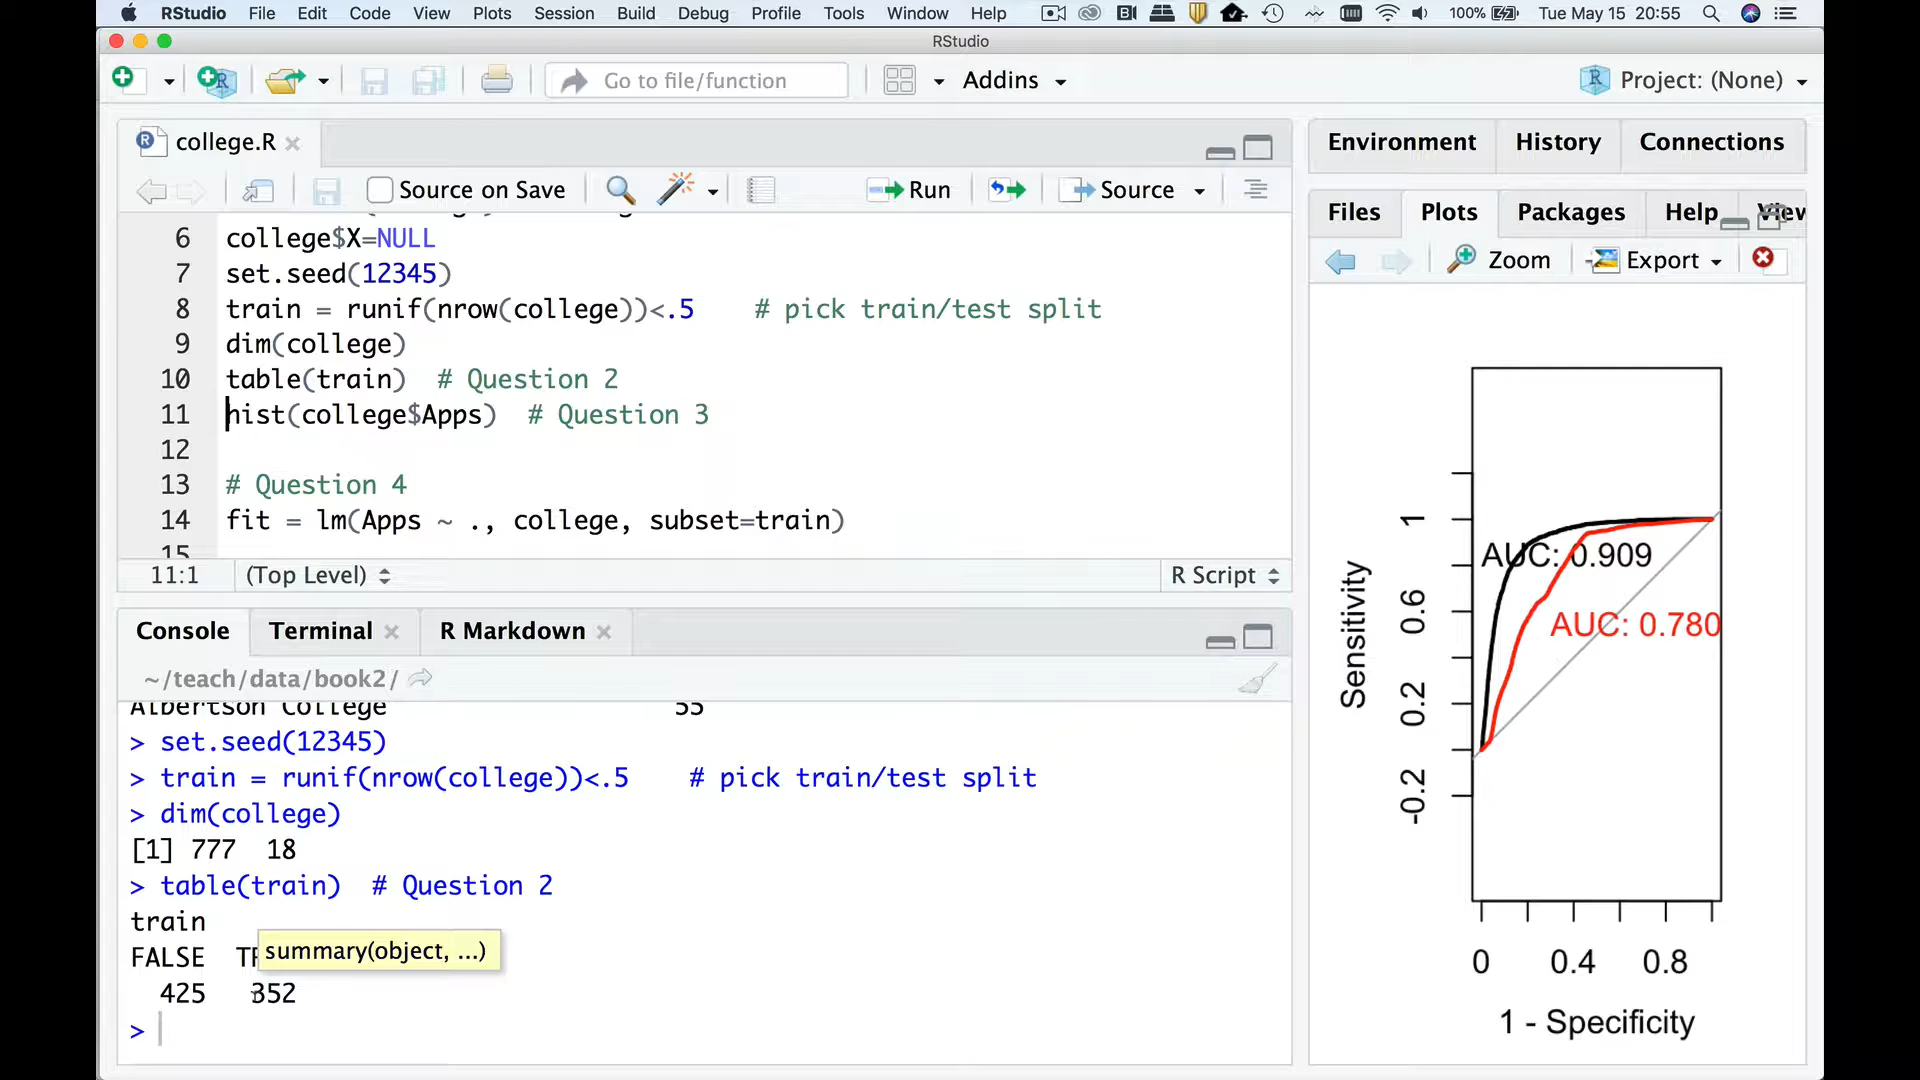 RStudio File Edit Code View Plots Session Build Debug Profile Tools Window Help 100% Tue May 15 20:55
RStudio
Go to file/function Addins Project: (None)
college.R
Source on Save Run Source
6 college$X=NULL
7 set.seed(12345)
8 train = runif(nrow(college))<.5 # pick train/test split
9 dim(college)
10 table(train) # Question 2
11 hist(college$Apps) # Question 3
12
13 # Question 4
14 fit = lm(Apps ~ ., college, subset=train)
15
11:1 (Top Level) R Script
Console Terminal R Markdown
~/teach/data/book2/
Albertson College 55
> set.seed(12345)
> train = runif(nrow(college))<.5 # pick train/test split
> dim(college)
[1] 777 18
> table(train) # Question 2
train
FALSE
summary(object, ...)
425 352
>
Environment History Connections
Files Plots Packages Help
Zoom Export
Sensitivity
1
0.6
0.2
-0.2
AUC: 0.909
AUC: 0.780
0 0.4 0.8
1 - Specificity